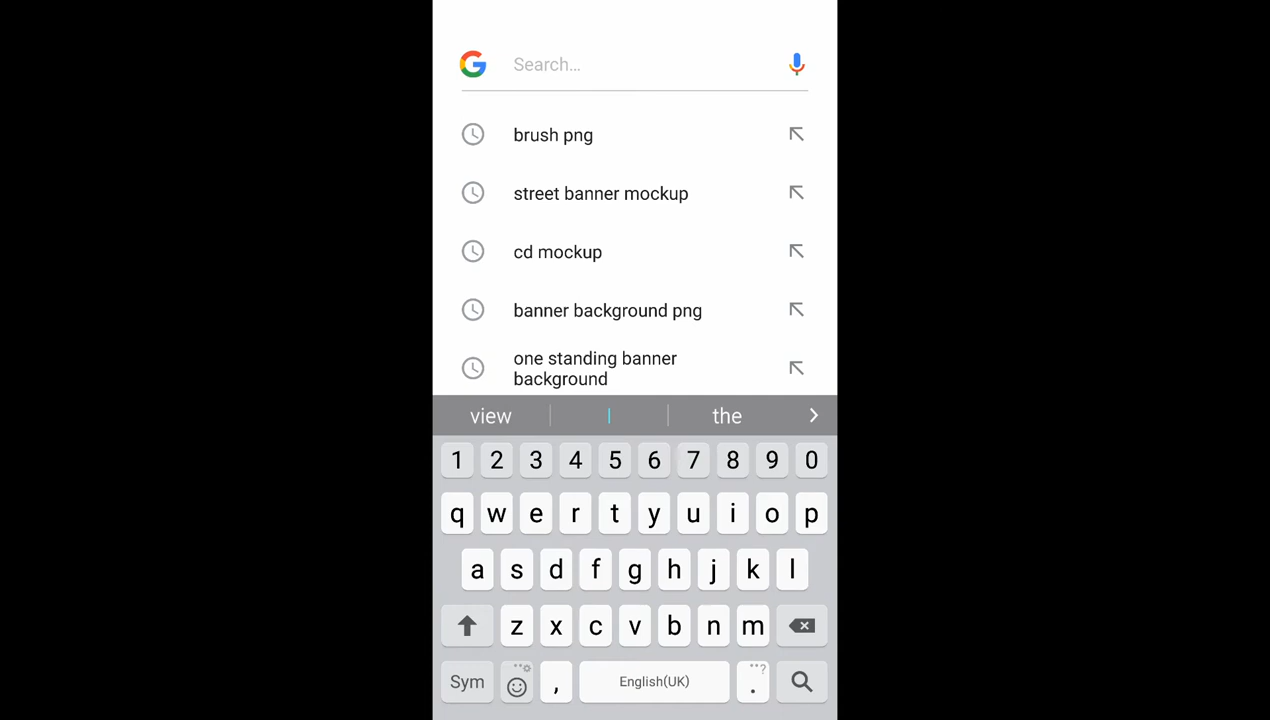 Search...
brush png
street banner mockup
cd mockup
banner background png
one standing banner
background
view I the
1 2 3 4 5 6 7 8 9 0
q w e r t y u i o p
a s d f g h j k l
z x c v b n m
Sym , English(UK) .